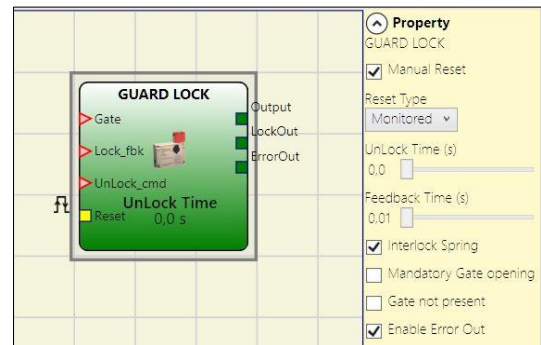 GUARD LOCK
Gate
Lock_fbk
UnLock_cmd
Reset
UnLock Time
0,0 s
Output
LockOut
ErrorOut
Property
GUARD LOCK
Manual Reset
Reset Type
Monitored
UnLock Time (s)
0,0
Feedback Time (s)
0,01
Interlock Spring
Mandatory Gate opening
Gate not present
Enable Error Out